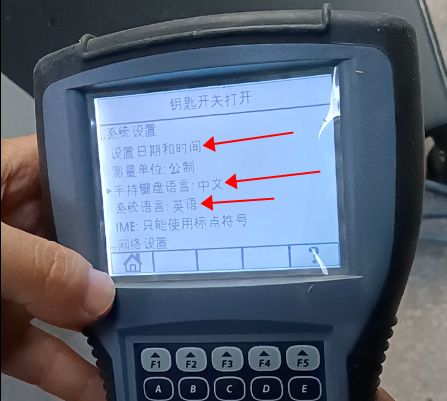 钥匙开关打开
..系统设置
设置日期和时间
测量单位: 公制
▸手持键盘语言: 中文
系统语言: 英语
IME: 只能使用标点符号
..网络设置
?
F1 F2 F3 F4 F5
A B C D E